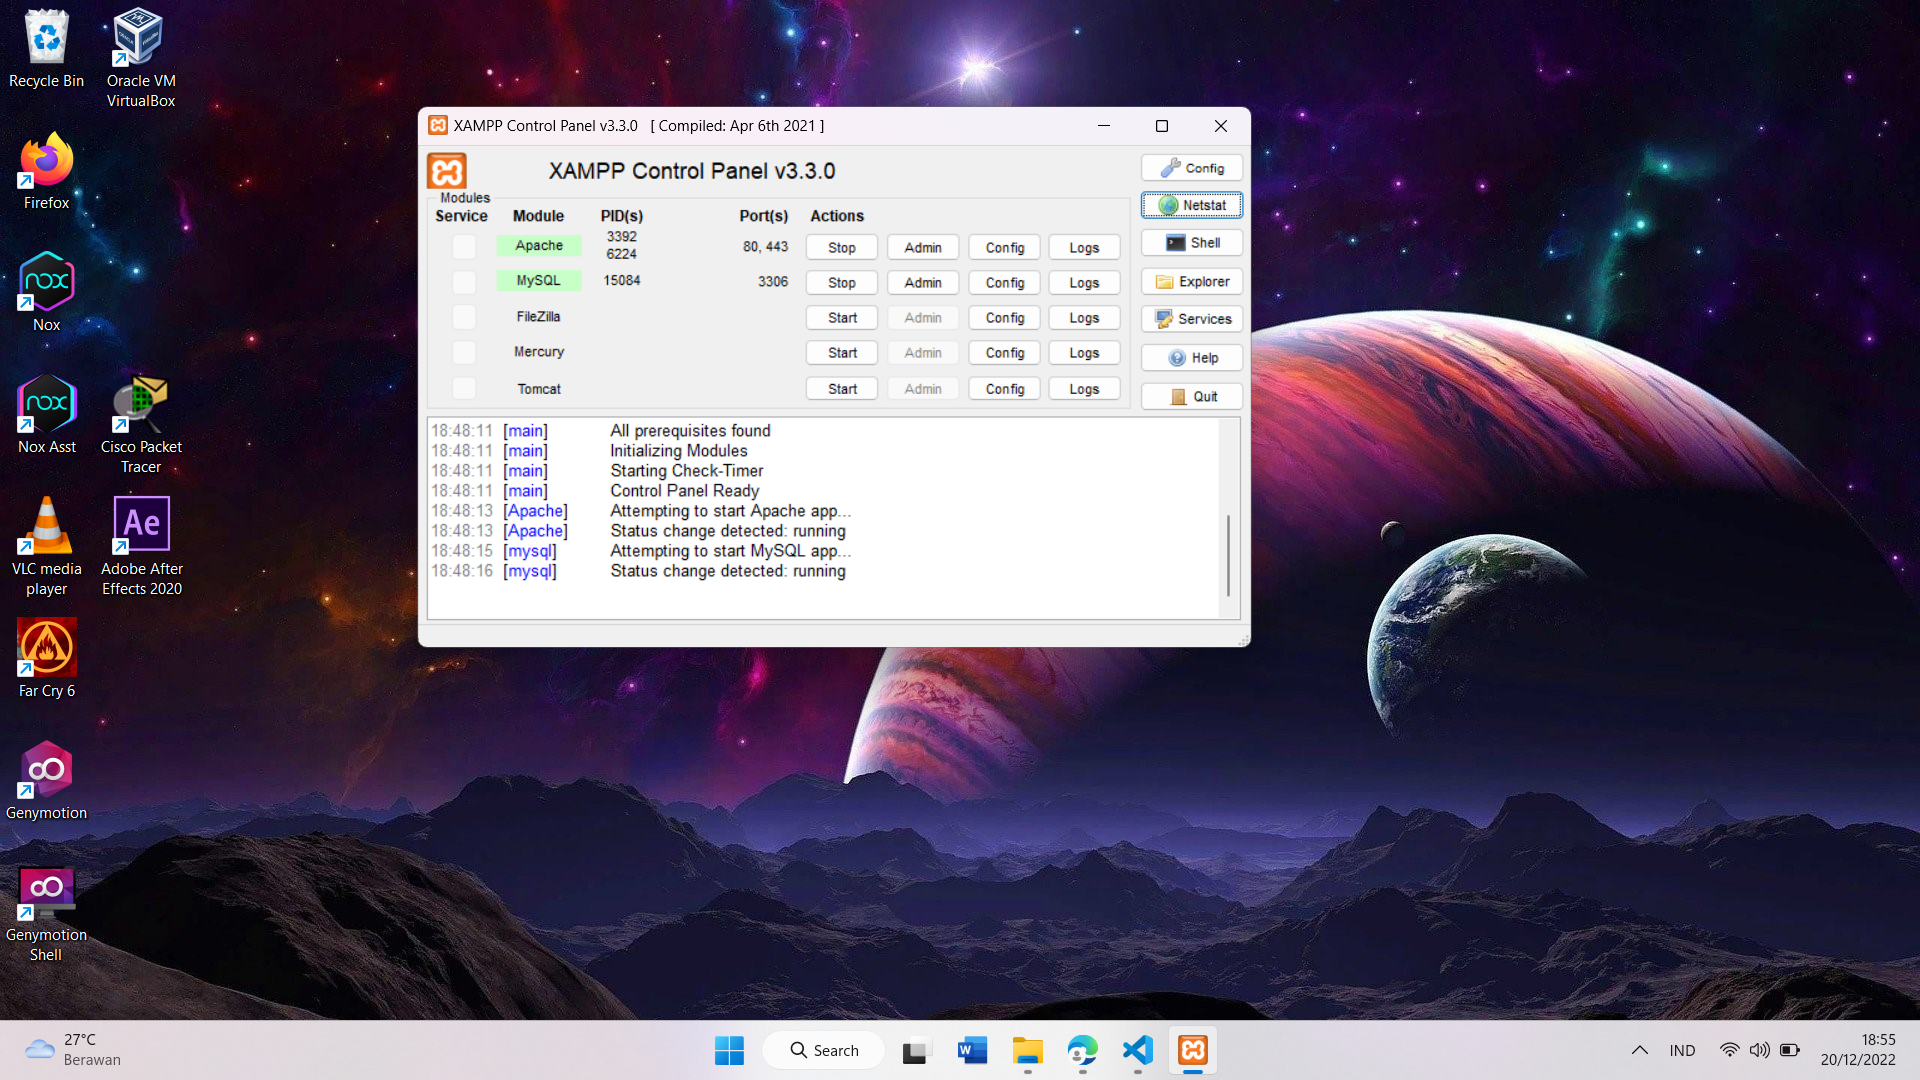 Recycle Bin
Oracle VM
VirtualBox
Firefox
Nox
Nox Asst
Cisco Packet
Tracer
VLC media
player
Adobe After
Effects 2020
Far Cry 6
Genymotion
Genymotion
Shell
XAMPP Control Panel v3.3.0 [ Compiled: Apr 6th 2021 ]
XAMPP Control Panel v3.3.0
Modules
Service Module PID(s) Port(s) Actions
Apache 3392 6224 80, 443 Stop Admin Config Logs
MySQL 15084 3306 Stop Admin Config Logs
FileZilla Start Admin Config Logs
Mercury Start Admin Config Logs
Tomcat Start Admin Config Logs
Config
Netstat
Shell
Explorer
Services
Help
Quit
18:48:11 [main] All prerequisites found
18:48:11 [main] Initializing Modules
18:48:11 [main] Starting Check-Timer
18:48:11 [main] Control Panel Ready
18:48:13 [Apache] Attempting to start Apache app...
18:48:13 [Apache] Status change detected: running
18:48:15 [mysql] Attempting to start MySQL app...
18:48:16 [mysql] Status change detected: running
27°C
Berawan
Search
IND
18:55
20/12/2022